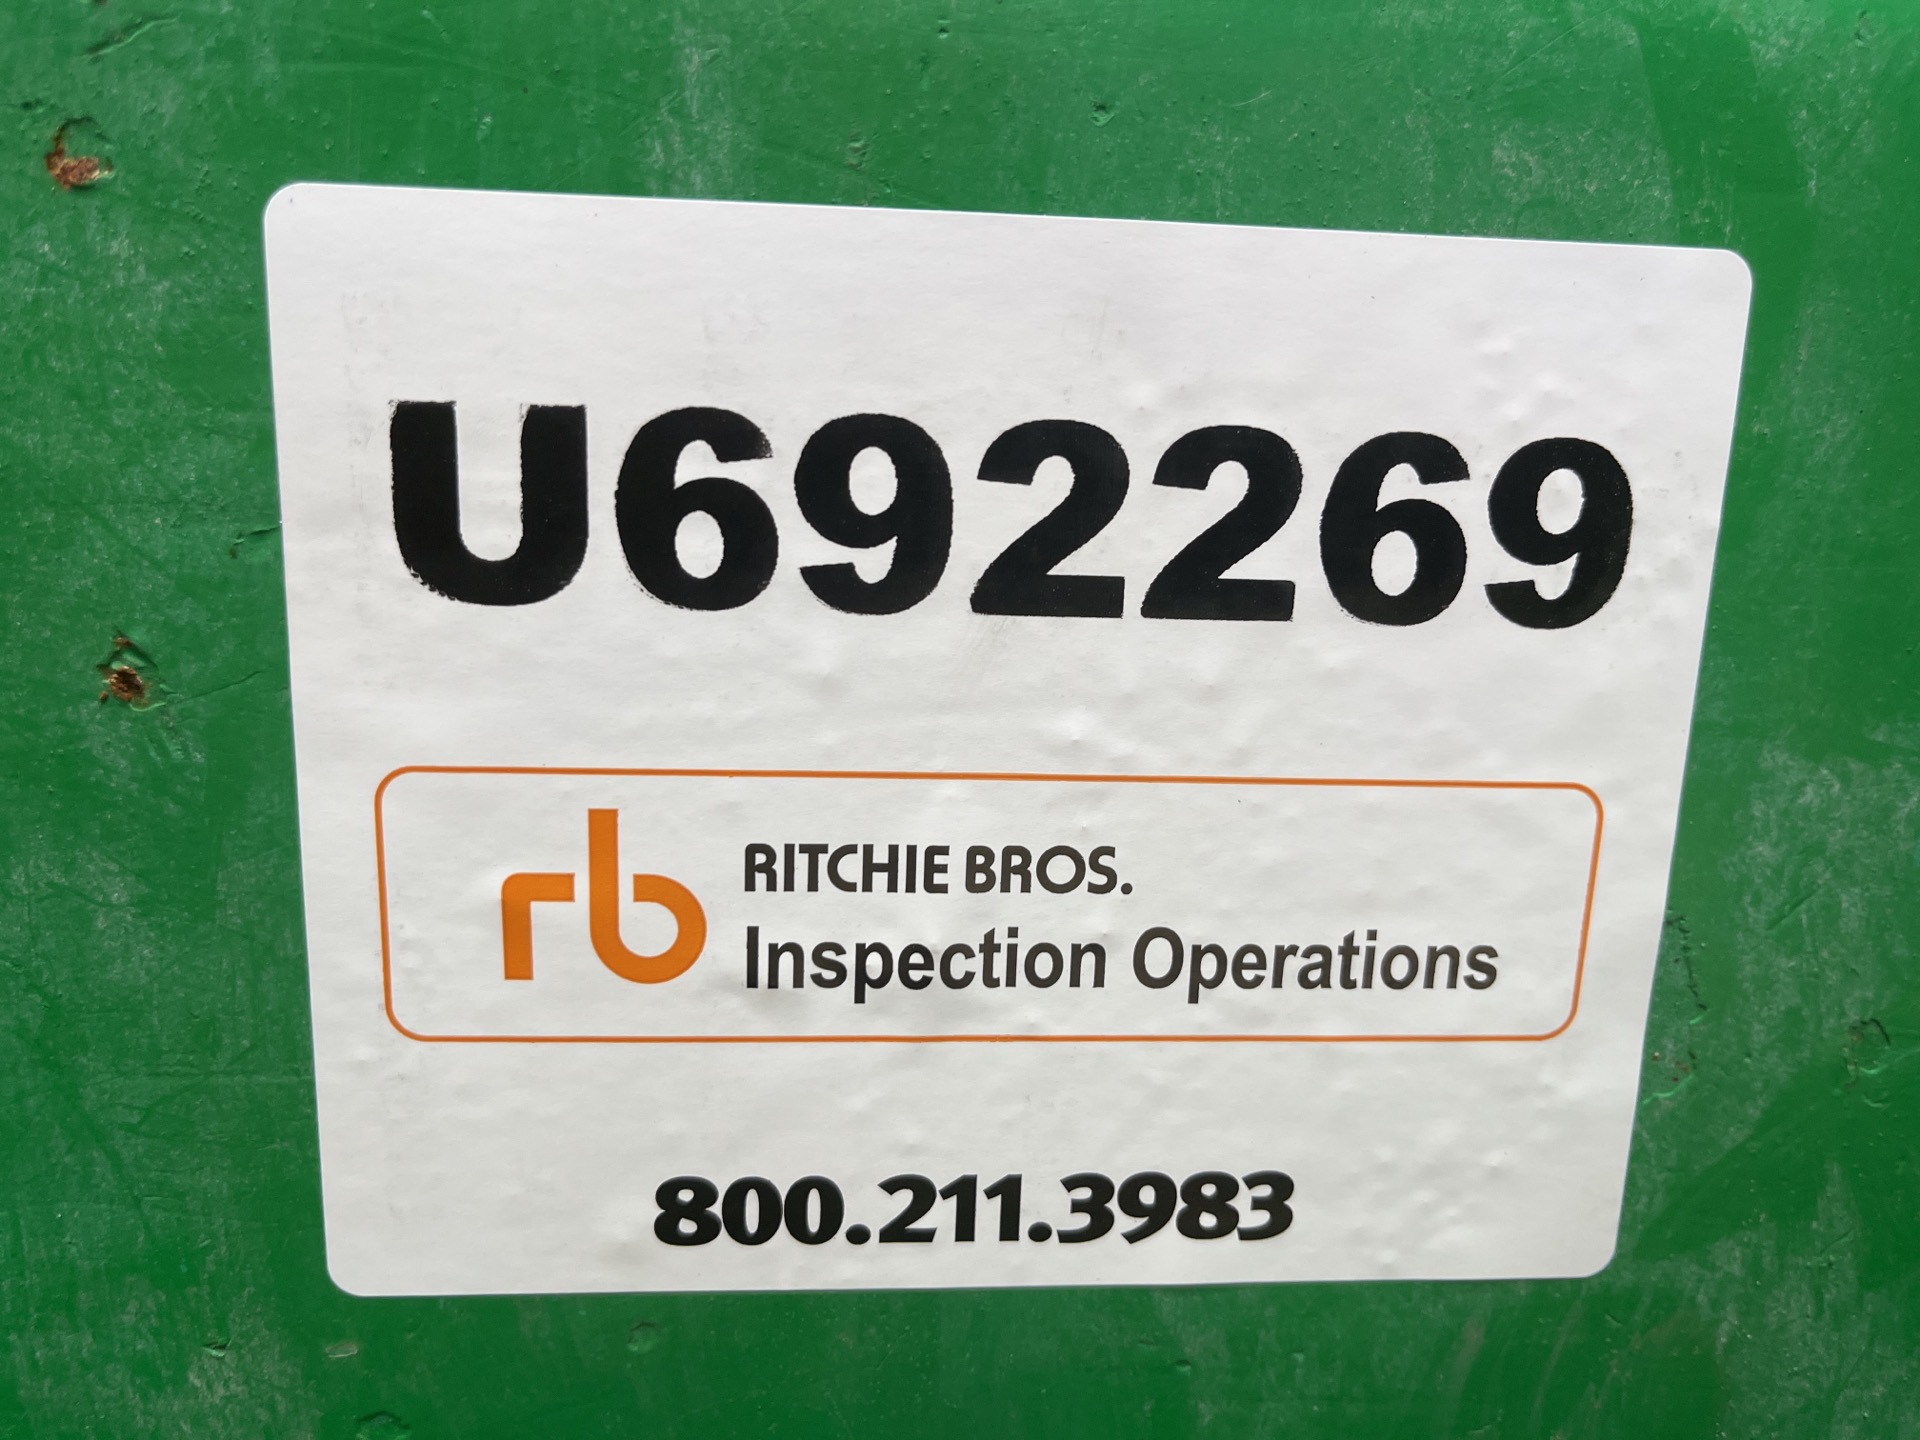 U692269
rb
RITCHIE BROS.
Inspection Operations
800.211.3983